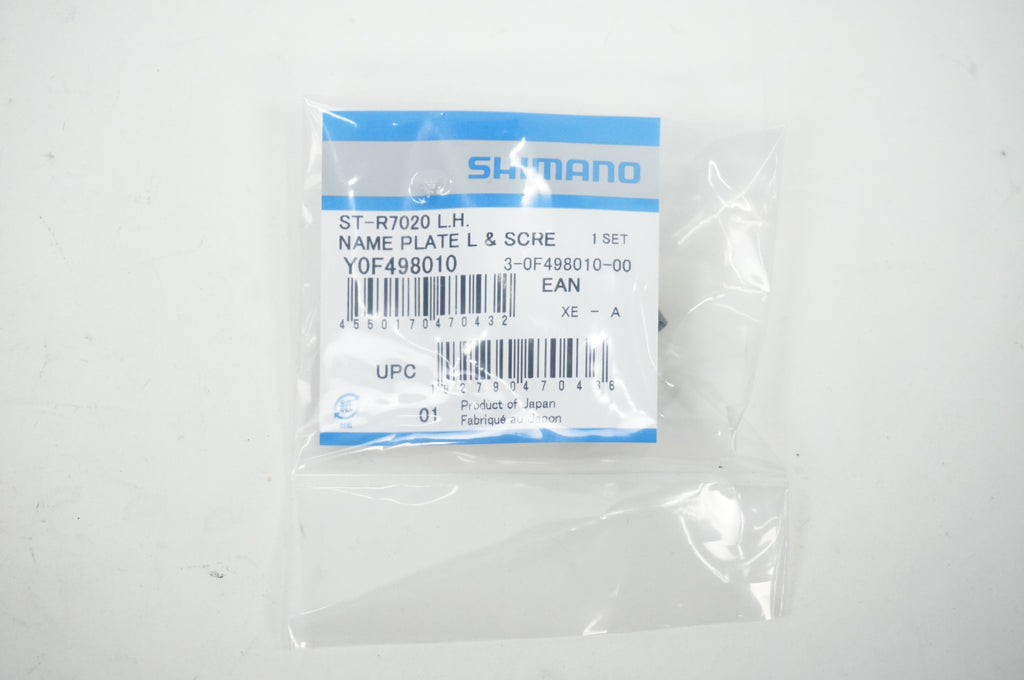 SHIMANO
ST-R7020 L.H.
NAME PLATE L & SCRE 1 SET
Y0F498010 3-0F498010-00
EAN
4550170470432 XE - A
UPC
192790470436
01 Product of Japan
Fabriqué au Japon